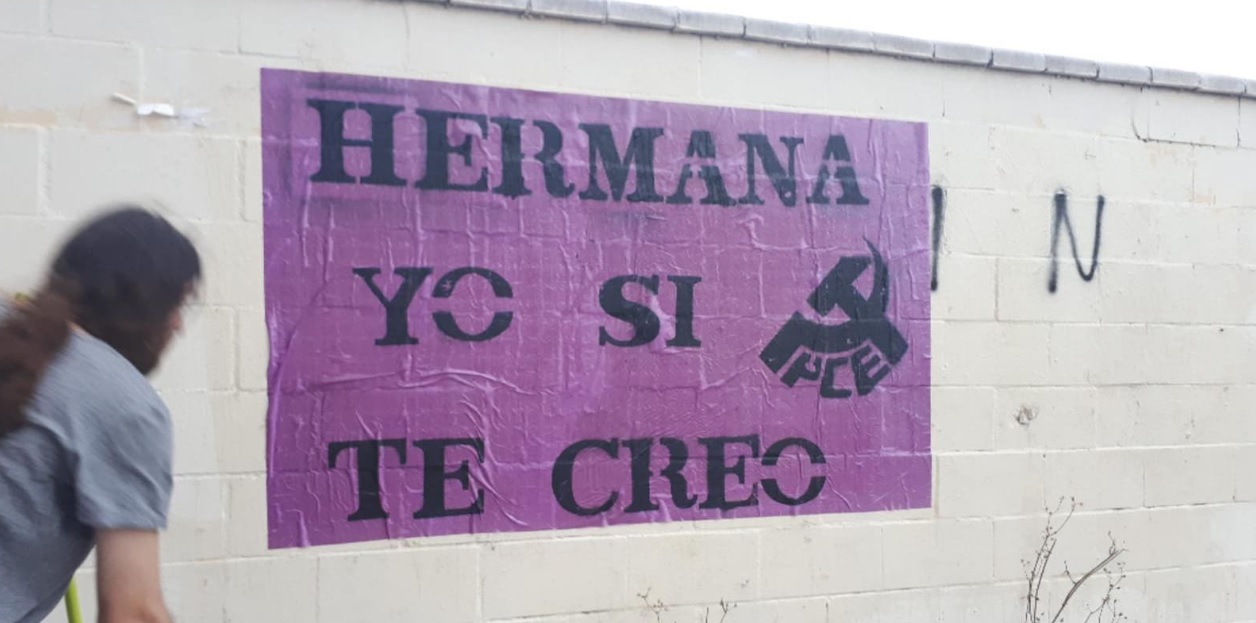 HERMANA
YO SI
PCE
TE CREO
I N